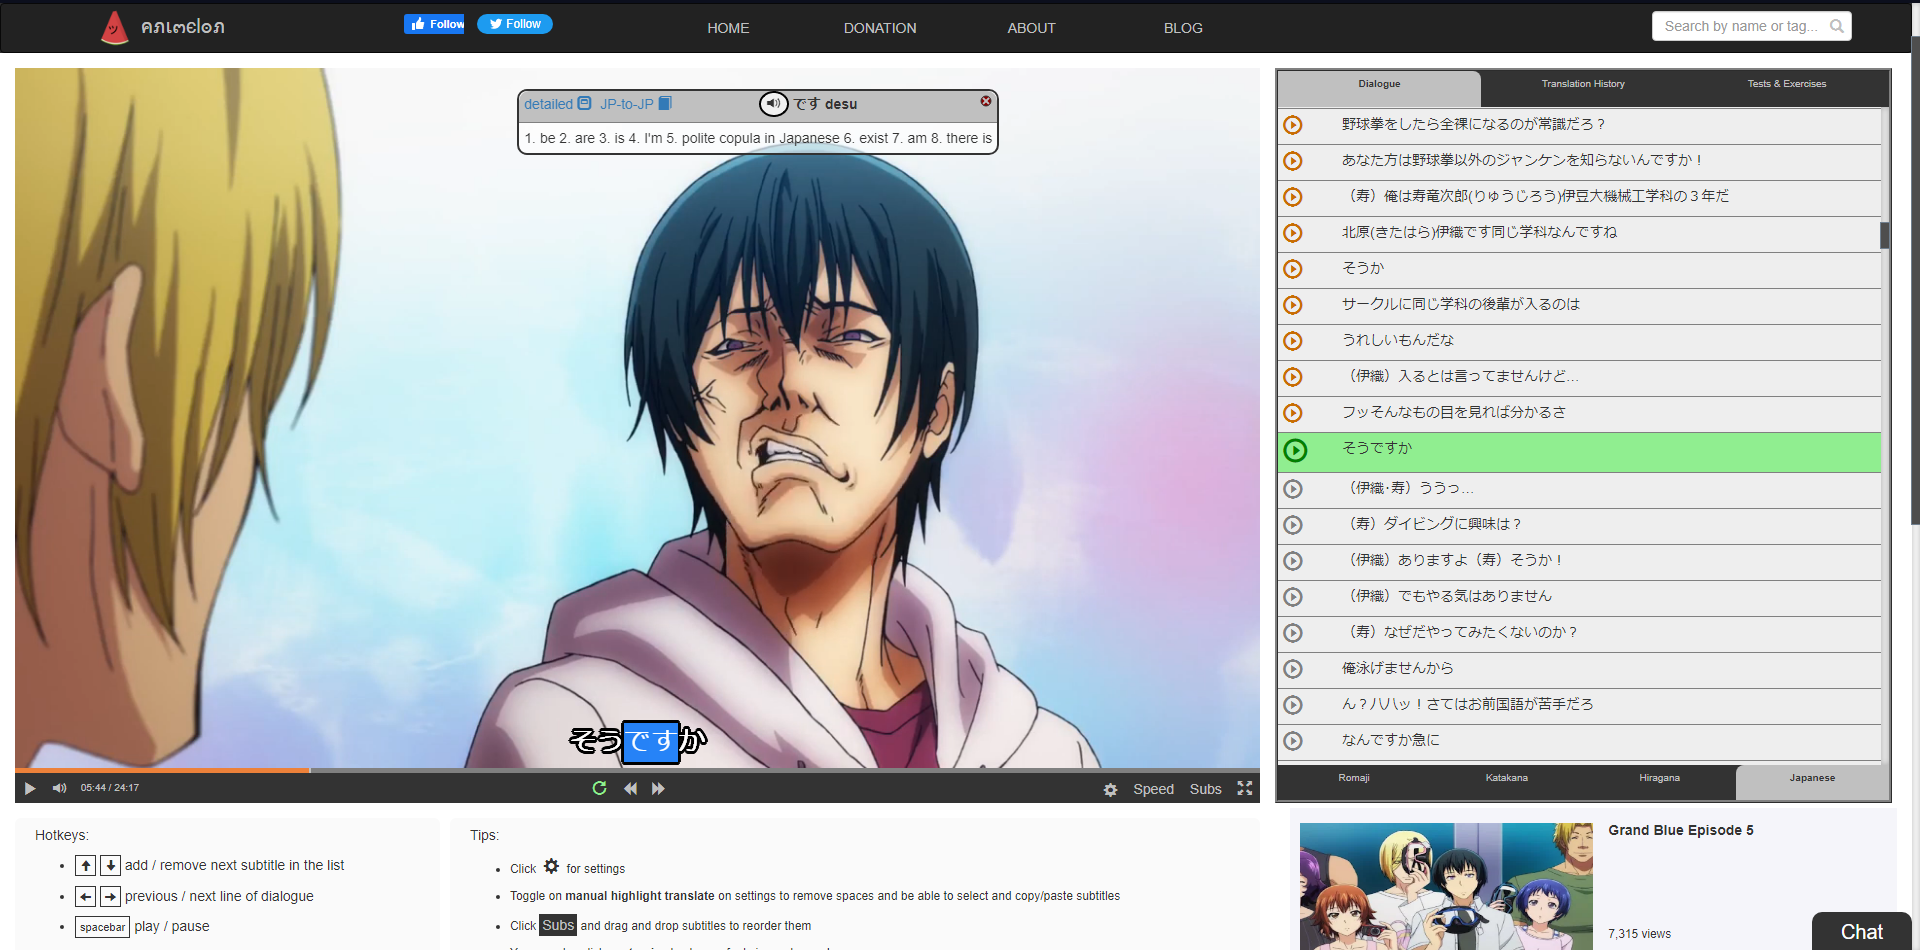 คภเ๓єɭ๏ภ
Follow
Follow
HOME
DONATION
ABOUT
BLOG
Search by name or tag...
detailed JP-to-JP です desu
1. be 2. are 3. is 4. I'm 5. polite copula in Japanese 6. exist 7. am 8. there is
そうですか
05:44 / 24:17
Speed
Subs
Dialogue
Translation History
Tests & Exercises
野球拳をしたら全裸になるのが常識だろ？
あなた方は野球拳以外のジャンケンを知らないんですか！
（寿）俺は寿竜次郎(りゅうじろう)伊豆大機械工学科の３年だ
北原(きたはら)伊織です同じ学科なんですね
そうか
サークルに同じ学科の後輩が入るのは
うれしいもんだな
（伊織）入るとは言ってませんけど…
フッそんなもの目を見れば分かるさ
そうですか
（伊織･寿）ううっ…
（寿）ダイビングに興味は？
（伊織）ありますよ（寿）そうか！
（伊織）でもやる気はありません
（寿）なぜだやってみたくないのか？
俺泳げませんから
ん？ハハッ！さてはお前国語が苦手だろ
なんですか急に
Romaji
Katakana
Hiragana
Japanese
Hotkeys:
add / remove next subtitle in the list
previous / next line of dialogue
spacebar play / pause
Tips:
Click for settings
Toggle on manual highlight translate on settings to remove spaces and be able to select and copy/paste subtitles
Click Subs and drag and drop subtitles to reorder them
Grand Blue Episode 5
7,315 views
Chat